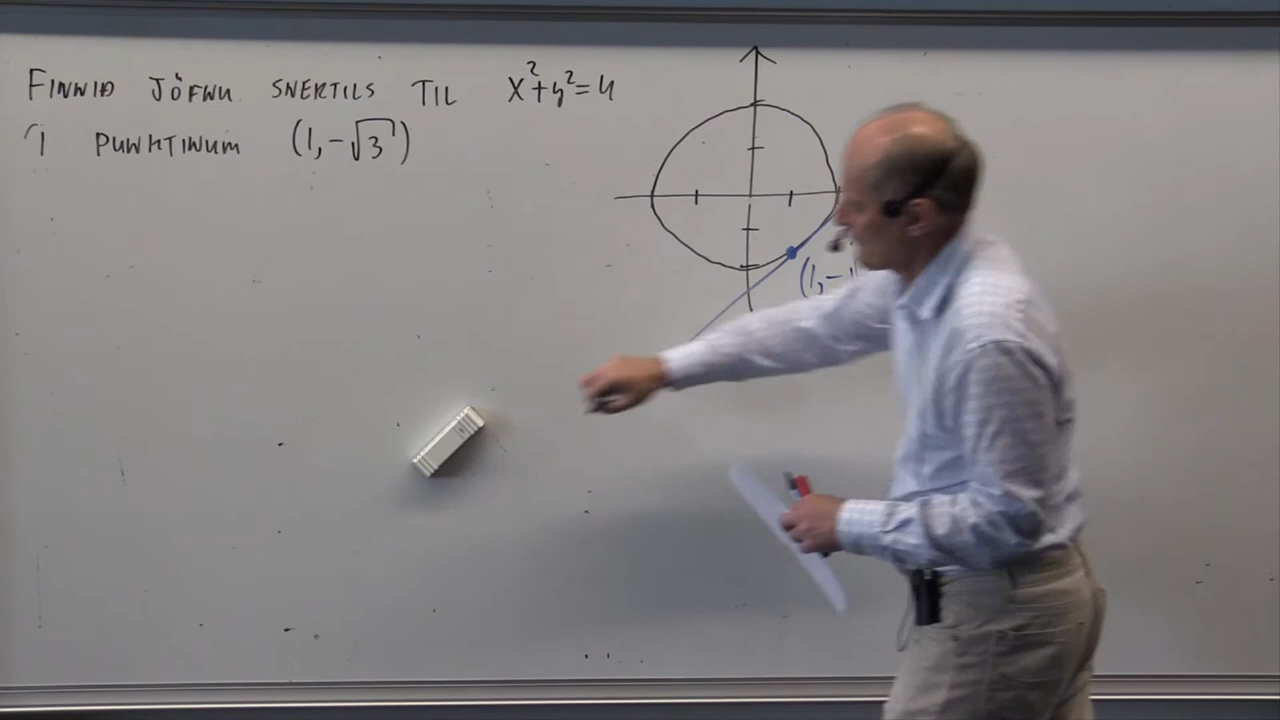 FINNIÐ JÖFNU SNERTILS TIL x²+y²=4
Í PUNKTINUM (1,-√3)
(1,-